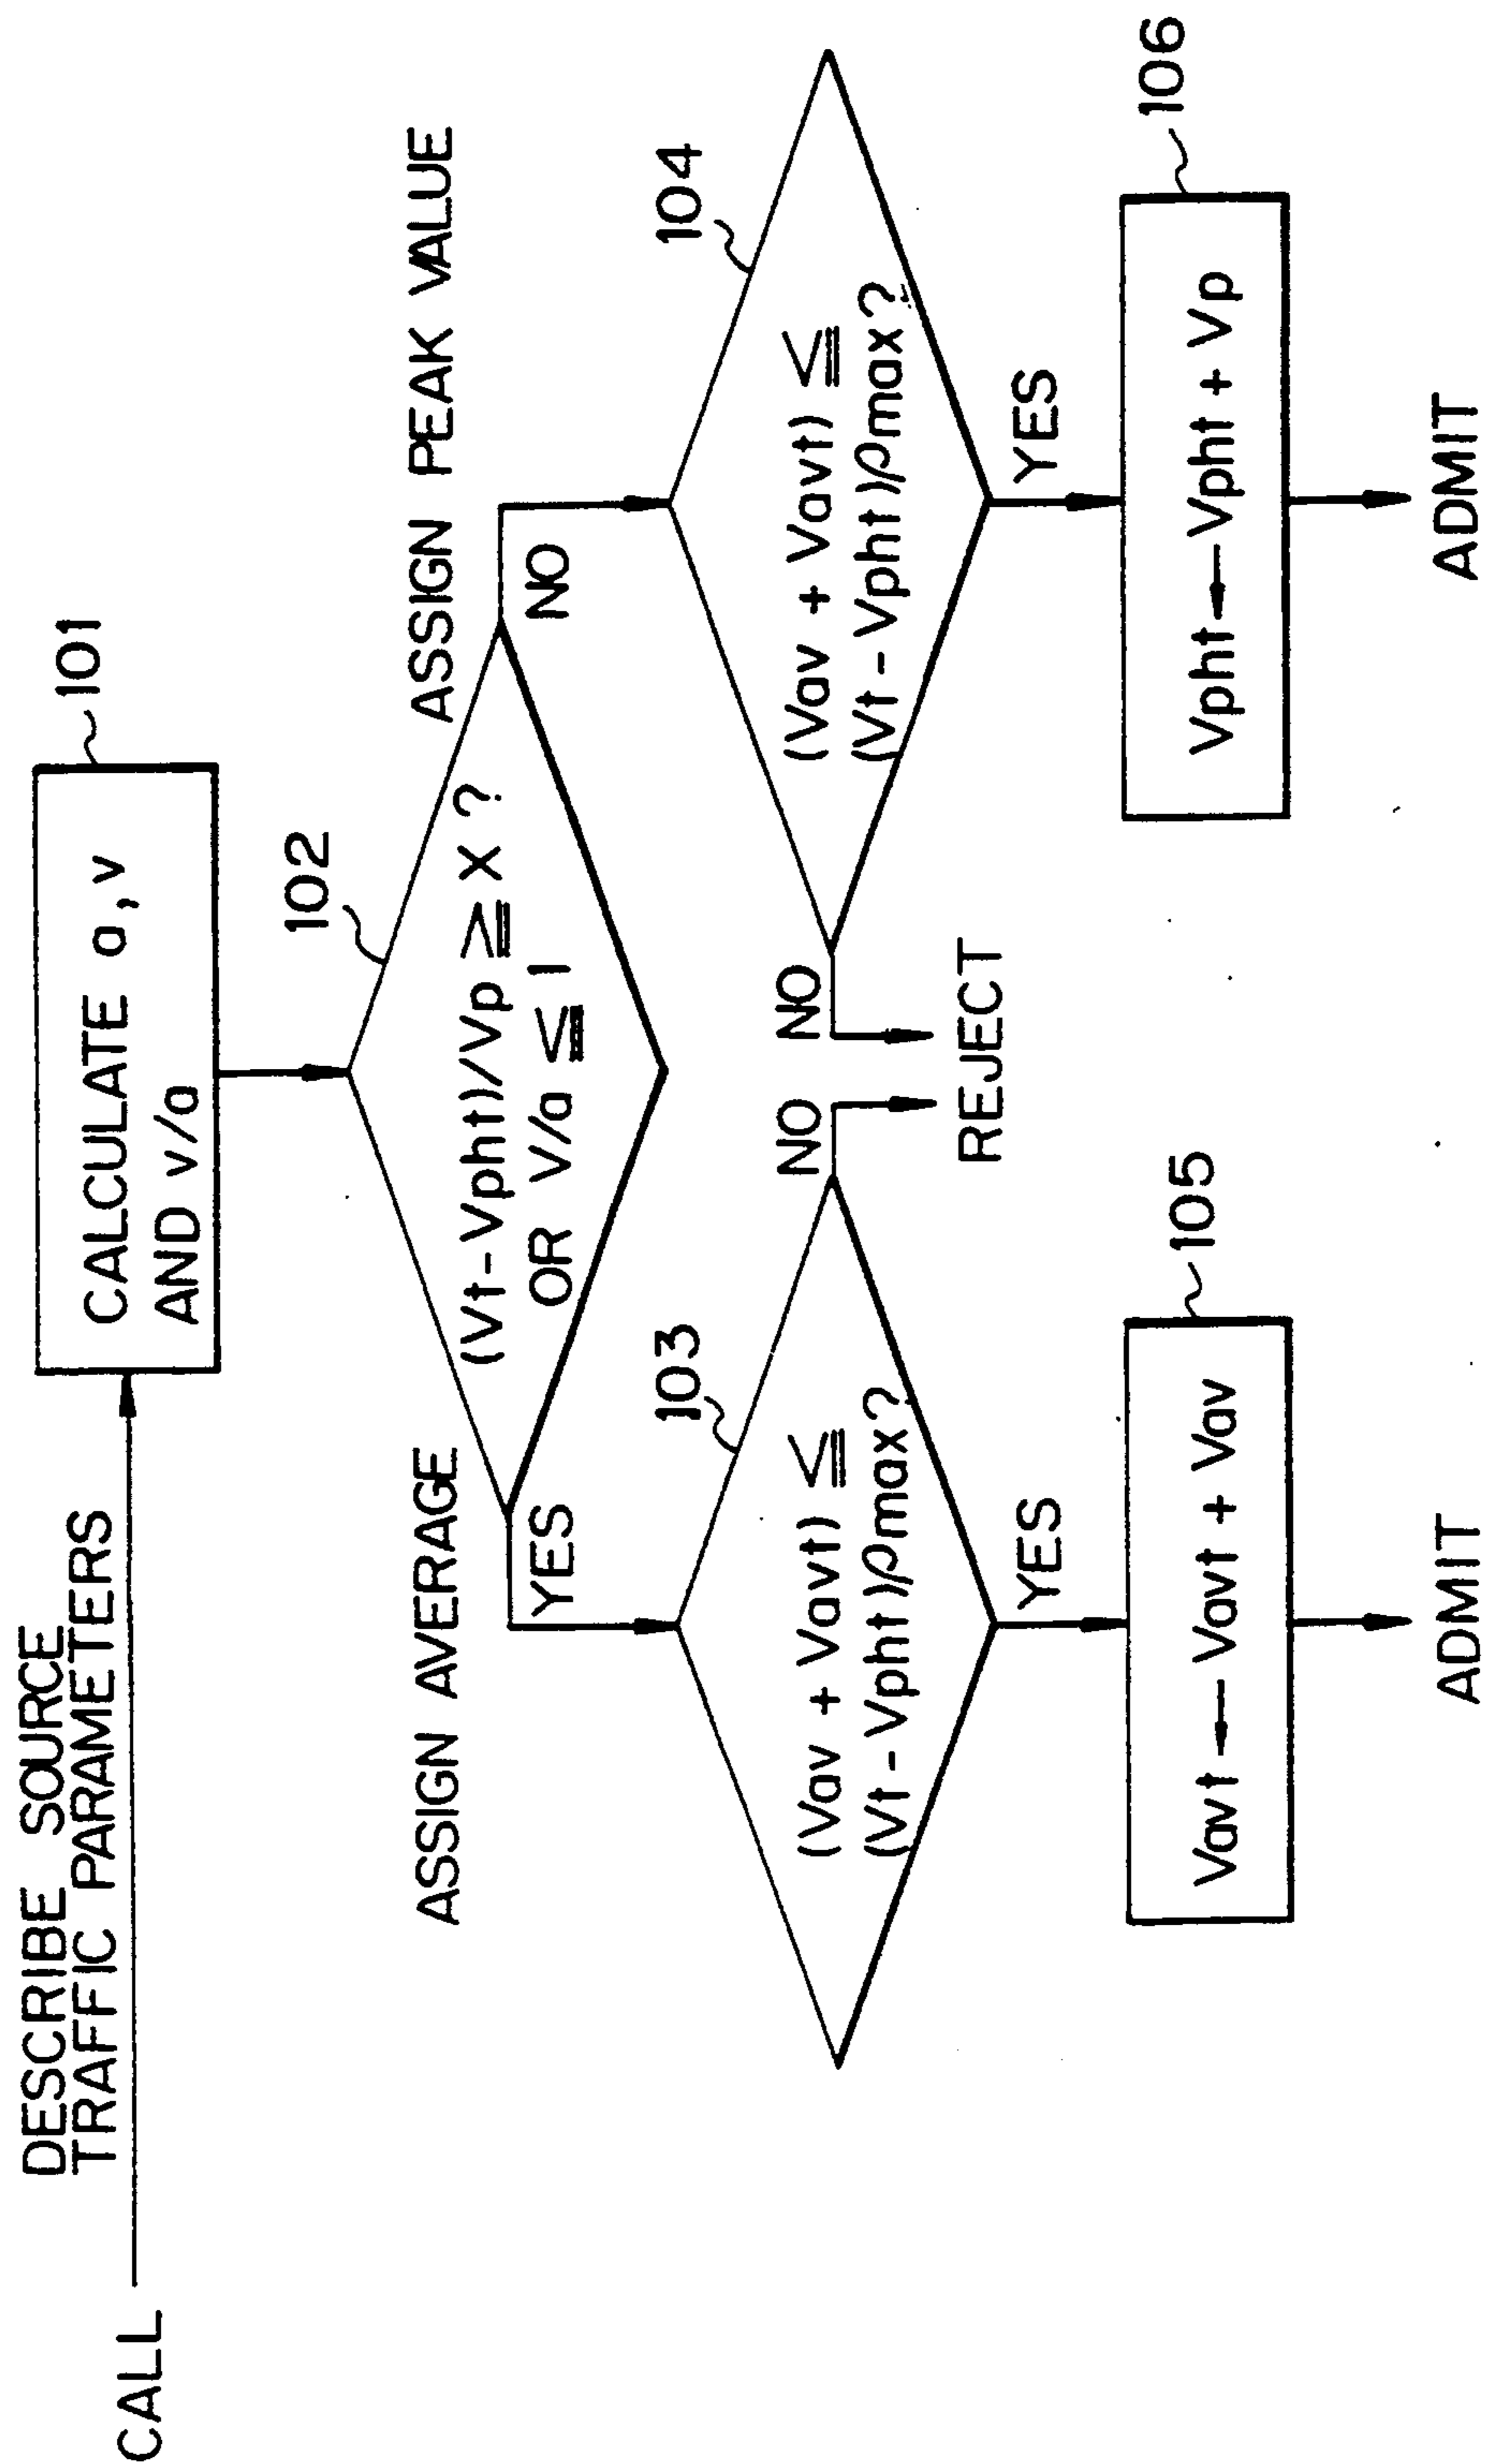 DESCRIBE SOURCE
TRAFFIC PARAMETERS
CALL
101
CALCULATE a, v
AND v/a
102
(Vt-Vpht)/Vp ≧ X ?
OR V/a ≦ 1
ASSIGN AVERAGE
YES
ASSIGN PEAK VALUE
NO
103
(Vav + Vavt) ≦
(Vt - Vpht)ρmax?
NO
YES
104
(Vav + Vavt) ≦
(Vt - Vpht)ρmax?
NO
YES
REJECT
105
Vavt ← Vavt + Vav
106
Vpht ← Vpht + Vp
ADMIT
ADMIT